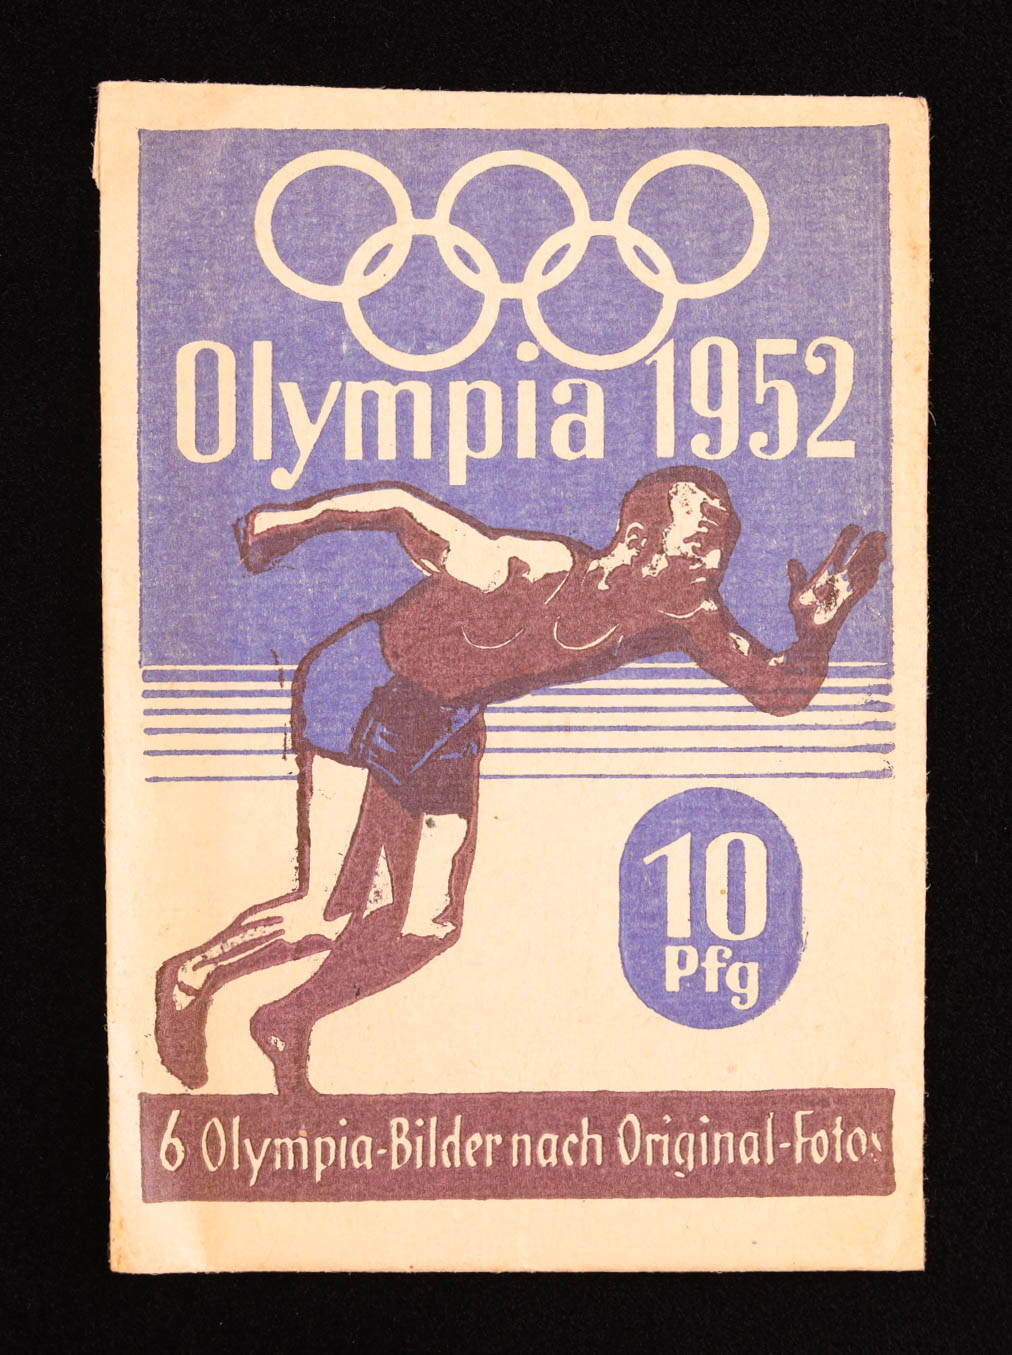 Olympia 1952
10
Pfg
6 Olympia-Bilder nach Original-Fotos